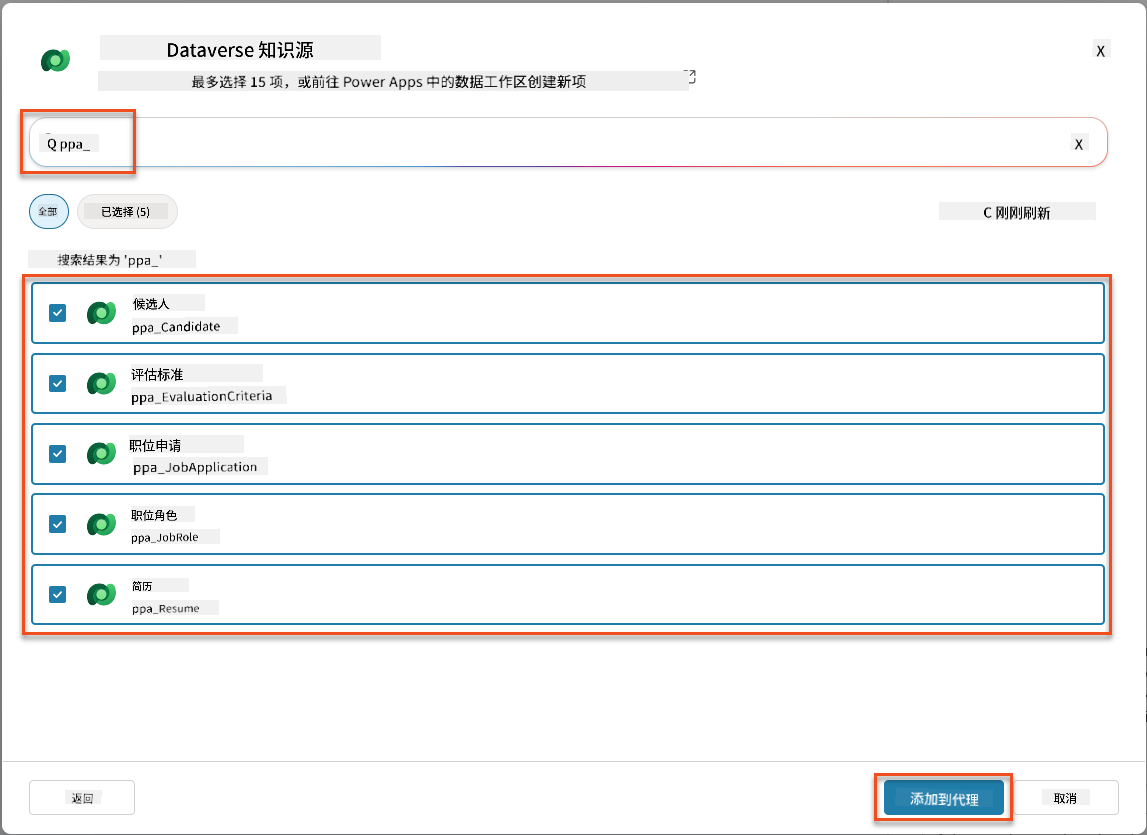 Dataverse 知识源
X
最多选择 15 项，或前往 Power Apps 中的数据工作区创建新项
Q ppa_
X
全部
已选择 (5)
C 刚刚刷新
搜索结果为 'ppa_'
候选人
ppa_Candidate
评估标准
ppa_EvaluationCriteria
职位申请
ppa_JobApplication
职位角色
ppa_JobRole
简历
ppa_Resume
返回
添加到代理
取消